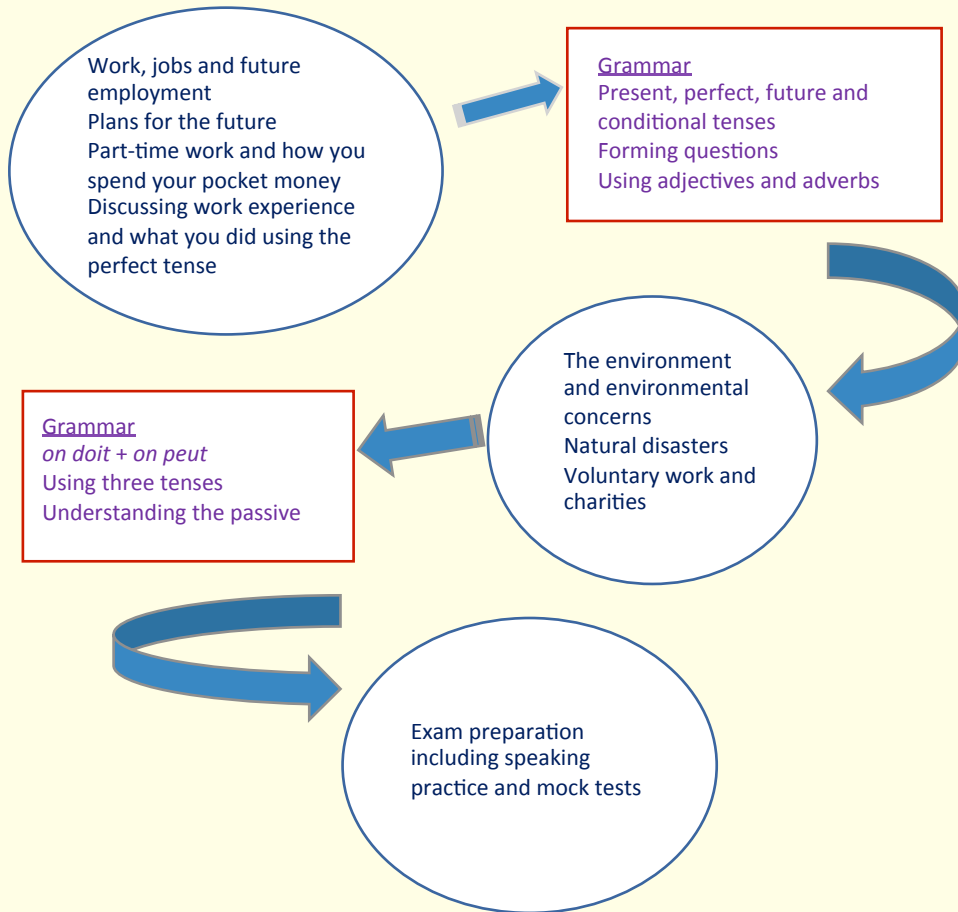 Work, jobs and future
employment
Plans for the future
Part-time work and how you
spend your pocket money
Discussing work experience
and what you did using the
perfect tense
Grammar
Present, perfect, future and
conditional tenses
Forming questions
Using adjectives and adverbs
The environment
and environmental
concerns
Natural disasters
Voluntary work and
charities
Grammar
on doit + on peut
Using three tenses
Understanding the passive
Exam preparation
including speaking
practice and mock tests